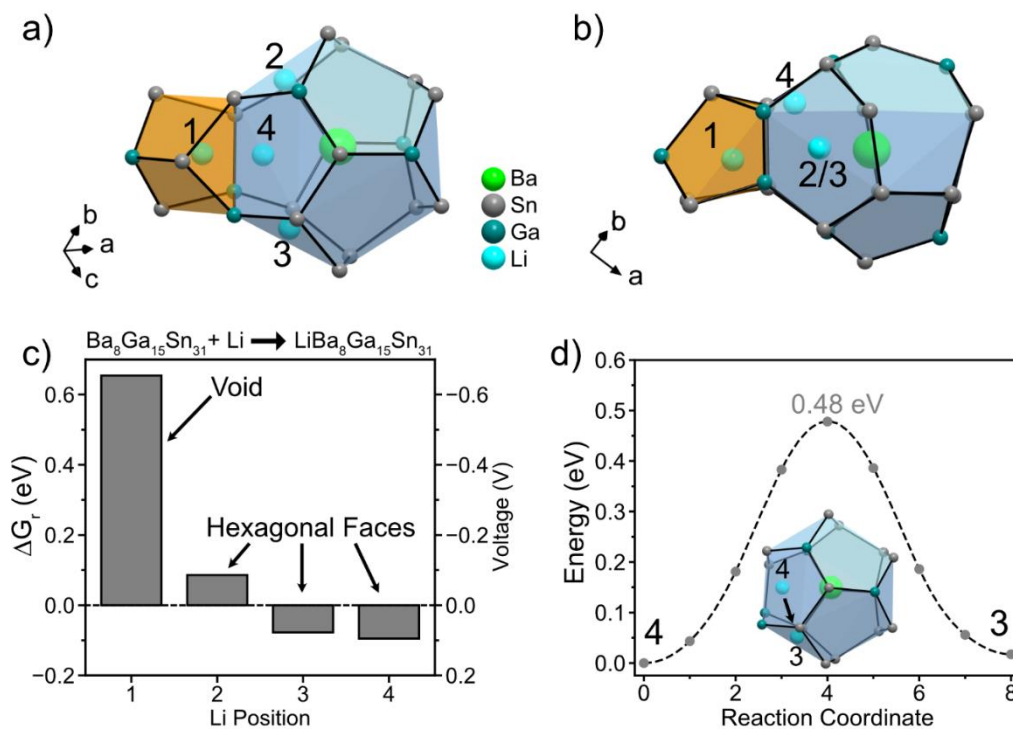 a)
2
1
4
3
b
a
c
Ba
Sn
Ga
Li
b)
4
1
2/3
b
a
c)
Ba₈Ga₁₅Sn₃₁+ Li → LiBa₈Ga₁₅Sn₃₁
Void
Hexagonal Faces
ΔGᵣ (eV)
0.6
0.4
0.2
0.0
−0.2
−0.6
−0.4
−0.2
0.0
0.2
Voltage (V)
1 2 3 4
Li Position
d)
0.48 eV
Energy (eV)
0.6
0.5
0.4
0.3
0.2
0.1
0.0
4
3
4
3
0 2 4 6 8
Reaction Coordinate